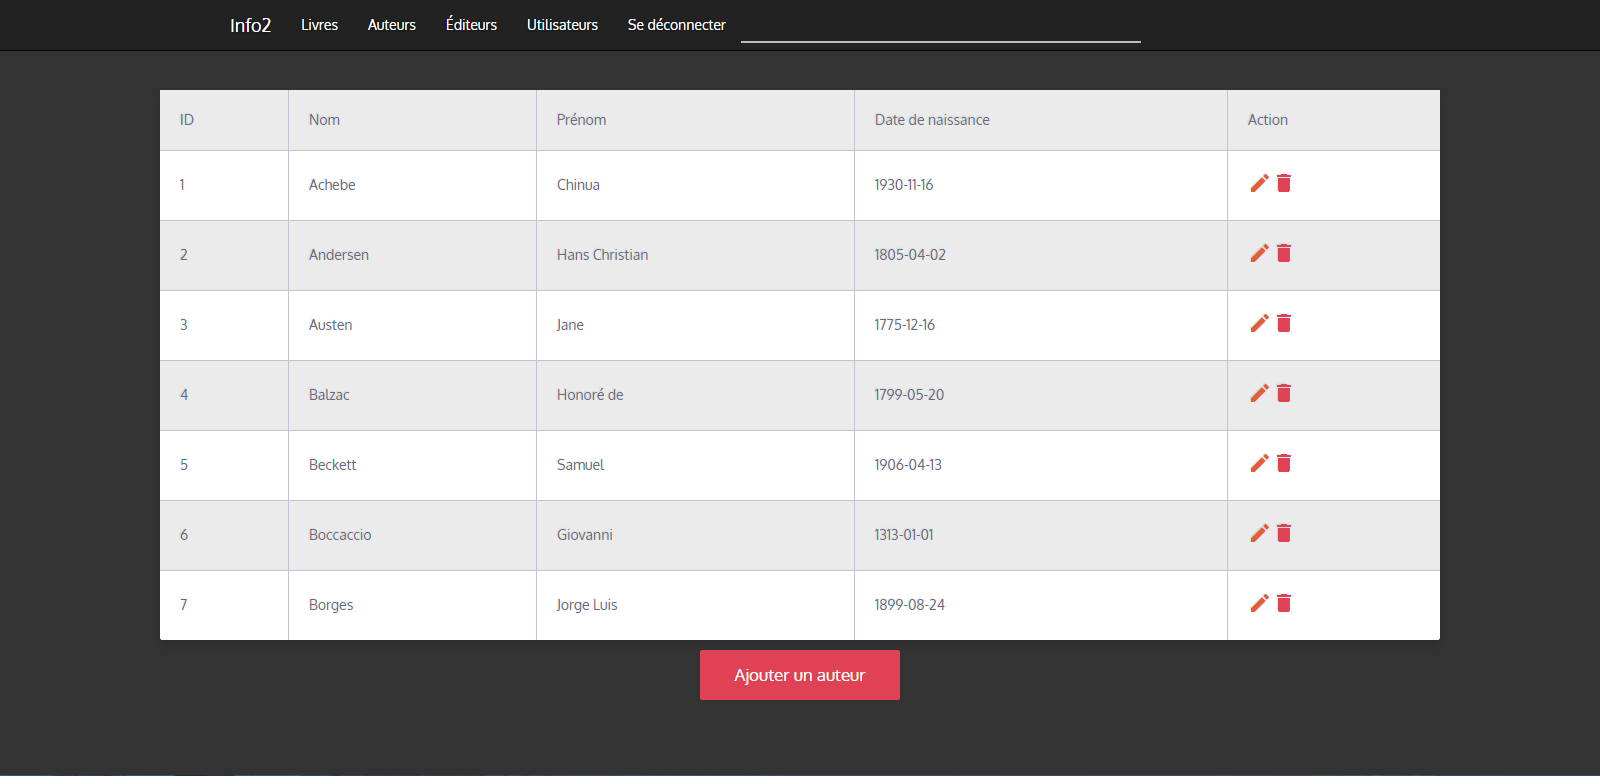 Info2 Livres Auteurs Éditeurs Utilisateurs Se déconnecter
ID Nom Prénom Date de naissance Action
1 Achebe Chinua 1930-11-16
2 Andersen Hans Christian 1805-04-02
3 Austen Jane 1775-12-16
4 Balzac Honoré de 1799-05-20
5 Beckett Samuel 1906-04-13
6 Boccaccio Giovanni 1313-01-01
7 Borges Jorge Luis 1899-08-24
Ajouter un auteur